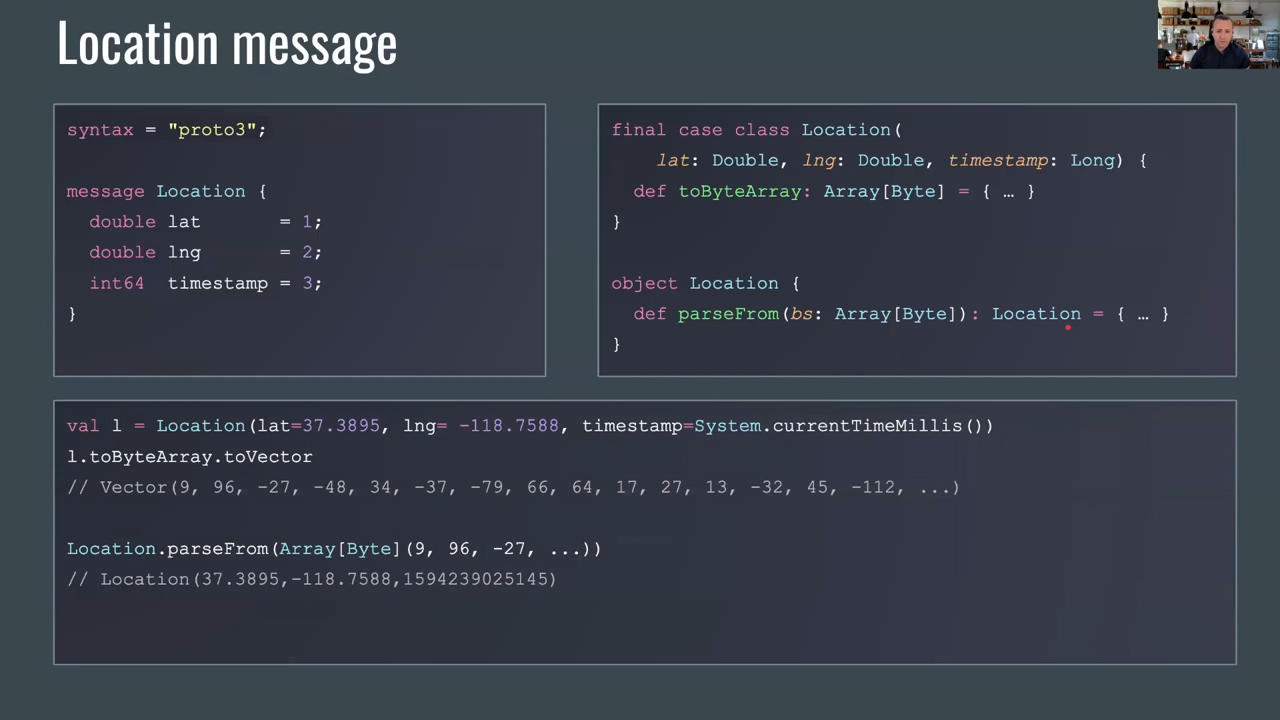 Location message
syntax = "proto3";
message Location {
double lat = 1;
double lng = 2;
int64 timestamp = 3;
}
final case class Location(
lat: Double, lng: Double, timestamp: Long) {
def toByteArray: Array[Byte] = { … }
}
object Location {
def parseFrom(bs: Array[Byte]): Location = { … }
}
val l = Location(lat=37.3895, lng= -118.7588, timestamp=System.currentTimeMillis())
l.toByteArray.toVector
// Vector(9, 96, -27, -48, 34, -37, -79, 66, 64, 17, 27, 13, -32, 45, -112, ...)
Location.parseFrom(Array[Byte](9, 96, -27, ...))
// Location(37.3895,-118.7588,1594239025145)